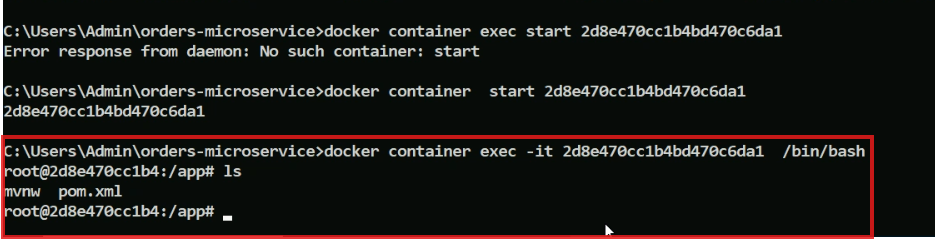 C:\Users\Admin\orders-microservice>docker container exec start 2d8e470cc1b4bd470c6da1
Error response from daemon: No such container: start
C:\Users\Admin\orders-microservice>docker container  start 2d8e470cc1b4bd470c6da1
2d8e470cc1b4bd470c6da1
C:\Users\Admin\orders-microservice>docker container exec -it 2d8e470cc1b4bd470c6da1  /bin/bash
root@2d8e470cc1b4:/app# ls
mvnw  pom.xml
root@2d8e470cc1b4:/app#